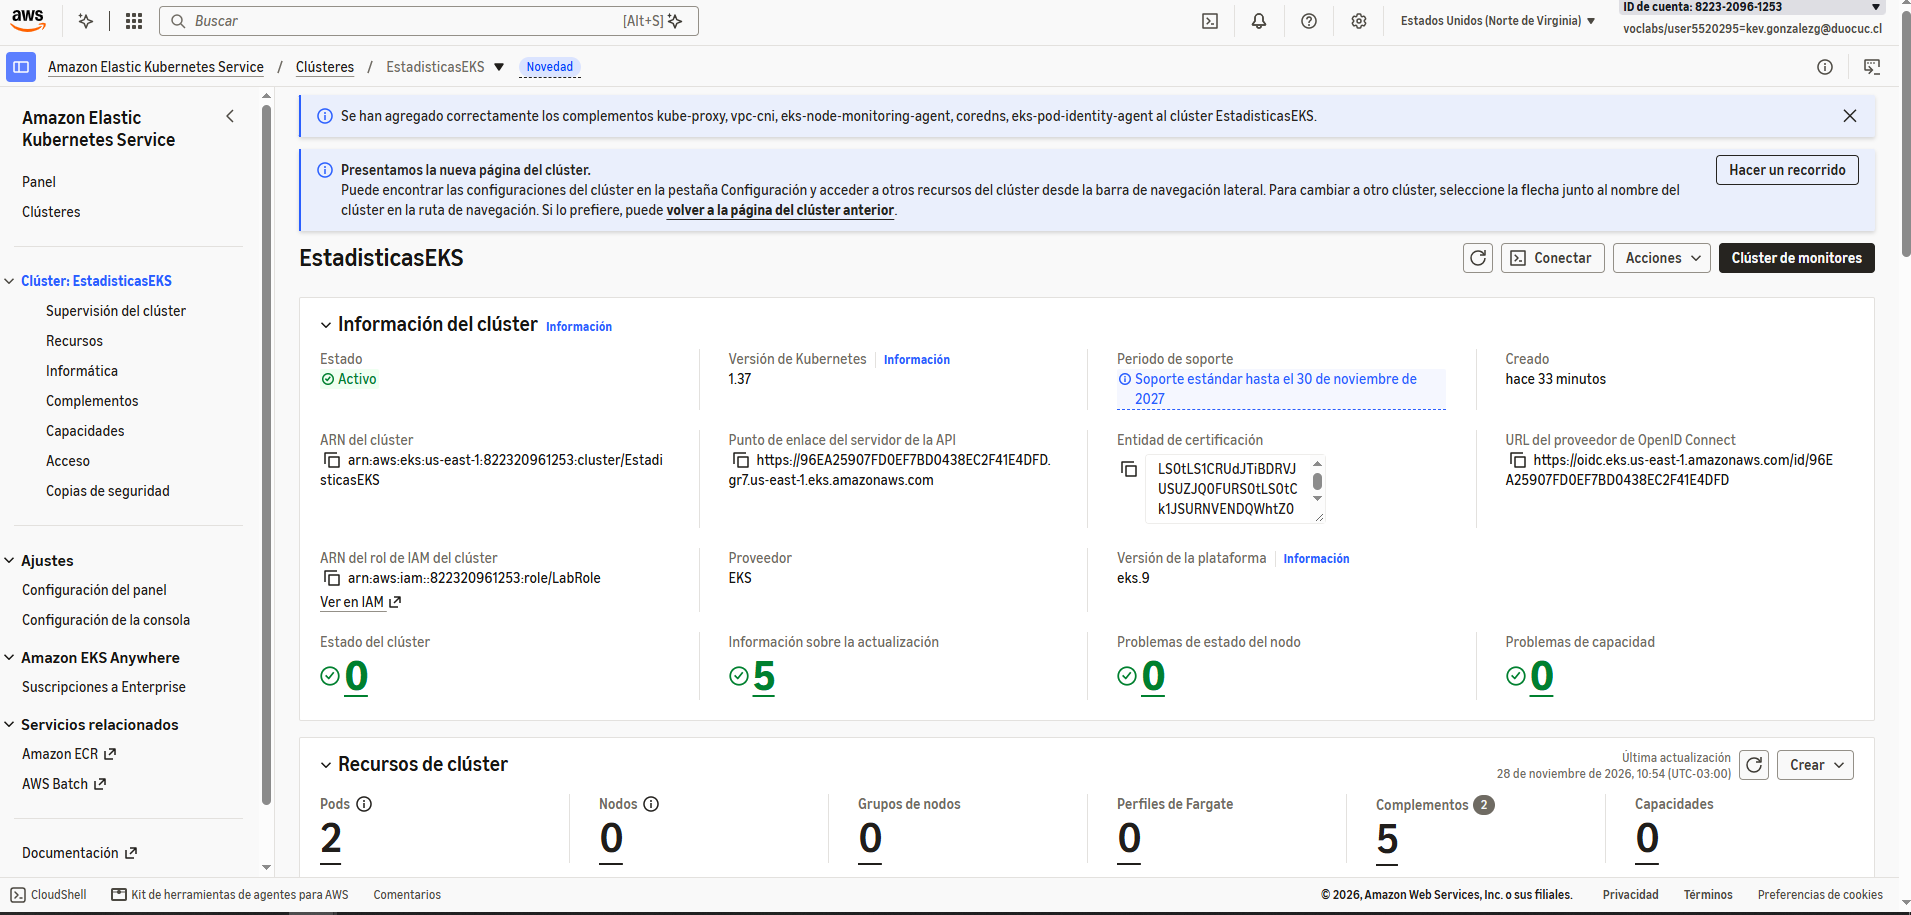 aws
Buscar
[Alt+S]
Estados Unidos (Norte de Virginia)
ID de cuenta: 8223-2096-1253
voclabs/user5520295=kev.gonzalezg@duocuc.cl
Amazon Elastic Kubernetes Service / Clústeres / EstadisticasEKS Novedad
Amazon Elastic
Kubernetes Service
Panel
Clústeres
Clúster: EstadisticasEKS
Supervisión del clúster
Recursos
Informática
Complementos
Capacidades
Acceso
Copias de seguridad
Ajustes
Configuración del panel
Configuración de la consola
Amazon EKS Anywhere
Suscripciones a Enterprise
Servicios relacionados
Amazon ECR
AWS Batch
Documentación
Se han agregado correctamente los complementos kube-proxy, vpc-cni, eks-node-monitoring-agent, coredns, eks-pod-identity-agent al clúster EstadisticasEKS.
Presentamos la nueva página del clúster.
Puede encontrar las configuraciones del clúster en la pestaña Configuración y acceder a otros recursos del clúster desde la barra de navegación lateral. Para cambiar a otro clúster, seleccione la flecha junto al nombre del
clúster en la ruta de navegación. Si lo prefiere, puede volver a la página del clúster anterior.
Hacer un recorrido
EstadisticasEKS
Conectar
Acciones
Clúster de monitores
Información del clúster Información
Estado
Activo
Versión de Kubernetes Información
1.37
Periodo de soporte
Soporte estándar hasta el 30 de noviembre de
2027
Creado
hace 33 minutos
ARN del clúster
arn:aws:eks:us-east-1:822320961253:cluster/Estadi
sticasEKS
Punto de enlace del servidor de la API
https://96EA25907FD0EF7BD0438EC2F41E4DFD.
gr7.us-east-1.eks.amazonaws.com
Entidad de certificación
LS0tLS1CRUdJTiBDRVJ
USUZJQ0FURS0tLS0tC
k1JSURNVENDQWhtZ0
URL del proveedor de OpenID Connect
https://oidc.eks.us-east-1.amazonaws.com/id/96E
A25907FD0EF7BD0438EC2F41E4DFD
ARN del rol de IAM del clúster
arn:aws:iam::822320961253:role/LabRole
Ver en IAM
Proveedor
EKS
Versión de la plataforma Información
eks.9
Estado del clúster
0
Información sobre la actualización
5
Problemas de estado del nodo
0
Problemas de capacidad
0
Recursos de clúster
Última actualización
28 de noviembre de 2026, 10:54 (UTC-03:00)
Crear
Pods
2
Nodos
0
Grupos de nodos
0
Perfiles de Fargate
0
Complementos 2
5
Capacidades
0
CloudShell
Kit de herramientas de agentes para AWS
Comentarios
© 2026, Amazon Web Services, Inc. o sus filiales.
Privacidad
Términos
Preferencias de cookies